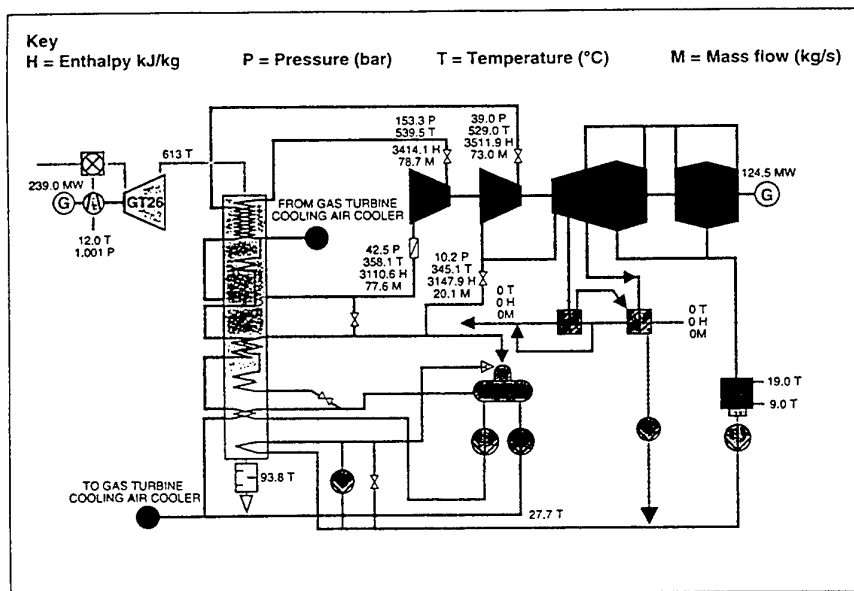 Key
H = Enthalpy kJ/kg
P = Pressure (bar)
T = Temperature (°C)
M = Mass flow (kg/s)
153.3 P
539.5 T
3414.1 H
78.7 M
39.0 P
529.0 T
3511.9 H
73.0 M
613 T
239.0 MW
G
GT26
12.0 T
1.001 P
FROM GAS TURBINE
COOLING AIR COOLER
124.5 MW
G
42.5 P
358.1 T
3110.6 H
77.6 M
10.2 P
345.1 T
3147.9 H
20.1 M
0 T
0 H
0M
0 T
0 H
0M
19.0 T
9.0 T
93.8 T
TO GAS TURBINE
COOLING AIR COOLER
27.7 T